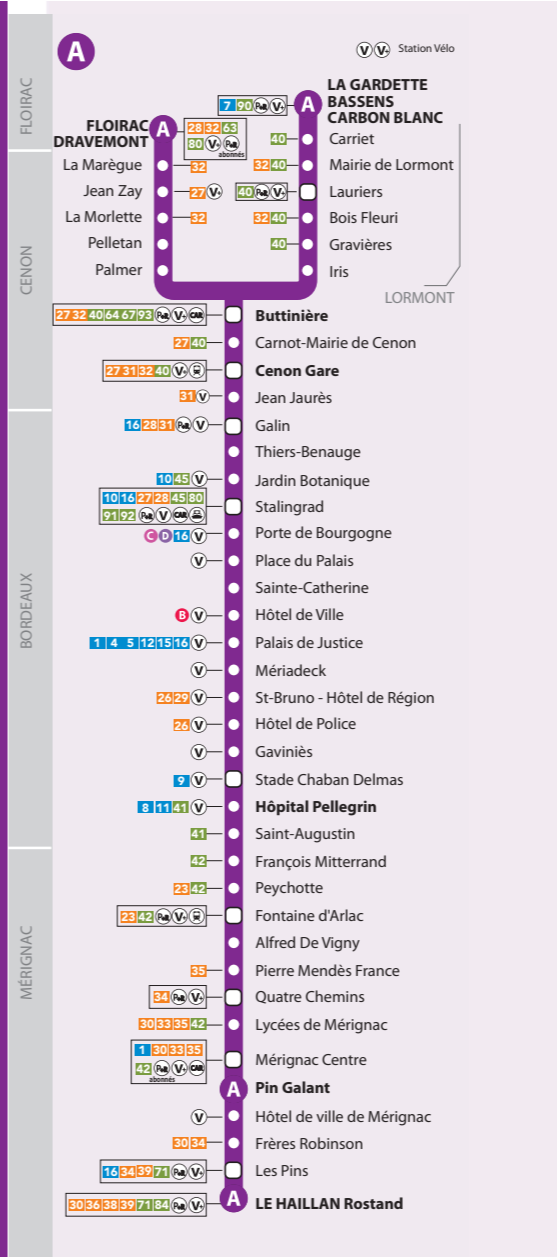 A
V V+ Station Vélo
FLOIRAC
CENON
BORDEAUX
MÉRIGNAC
FLOIRAC
DRAVEMONT
A
28 32 63
80 V+ P+R
abonnés
La Marègue
32
Jean Zay
27 V+
La Morlette
32
Pelletan
Palmer
7 90 P+R V+
A
LA GARDETTE
BASSENS
CARBON BLANC
40 Carriet
32 40 Mairie de Lormont
40 P+R V+ Lauriers
32 40 Bois Fleuri
40 Gravières
Iris
LORMONT
27 32 40 64 67 93 P+R V+ CAR Buttinière
27 40 Carnot-Mairie de Cenon
27 31 32 40 V+ Cenon Gare
31 V Jean Jaurès
16 28 31 P+R V Galin
Thiers-Benauge
10 45 V Jardin Botanique
10 16 27 28 45 80
91 92 P+R V CAR
Stalingrad
C D 16 V Porte de Bourgogne
V Place du Palais
Sainte-Catherine
B V Hôtel de Ville
1 4 5 12 15 16 V Palais de Justice
V Mériadeck
26 29 V St-Bruno - Hôtel de Région
26 V Hôtel de Police
V Gaviniès
9 V Stade Chaban Delmas
8 11 41 V Hôpital Pellegrin
41 Saint-Augustin
42 François Mitterrand
23 42 Peychotte
23 42 P+R V+ Fontaine d'Arlac
Alfred De Vigny
35 Pierre Mendès France
34 P+R V+ Quatre Chemins
30 33 35 42 Lycées de Mérignac
1 30 33 35
42 P+R V+ CAR
abonnés
Mérignac Centre
A Pin Galant
V Hôtel de ville de Mérignac
30 34 Frères Robinson
16 34 39 71 P+R V+ Les Pins
30 36 38 39 71 84 P+R V+ A LE HAILLAN Rostand